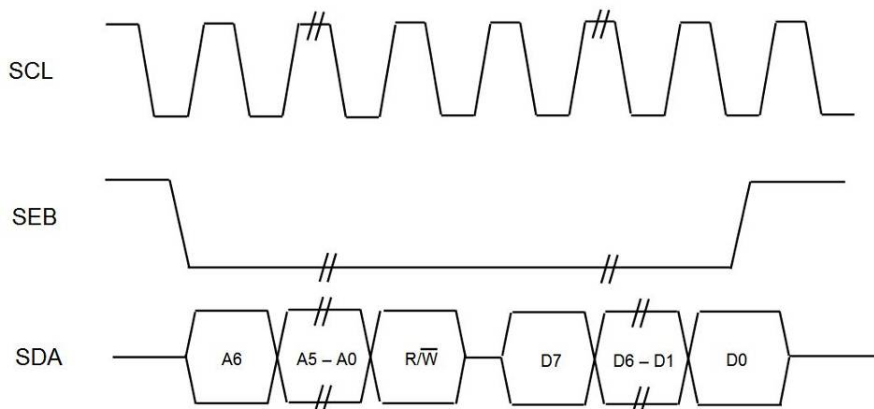 SCL
SEB
SDA
A6
A5 – A0
R/W̅
D7
D6 – D1
D0